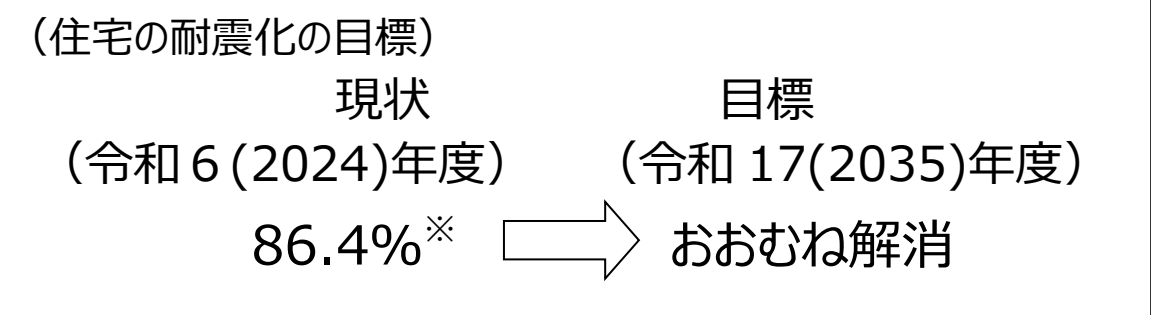 （住宅の耐震化の目標）
現状 目標
（令和６(2024)年度） （令和 17(2035)年度）
86.4%※ おおむね解消